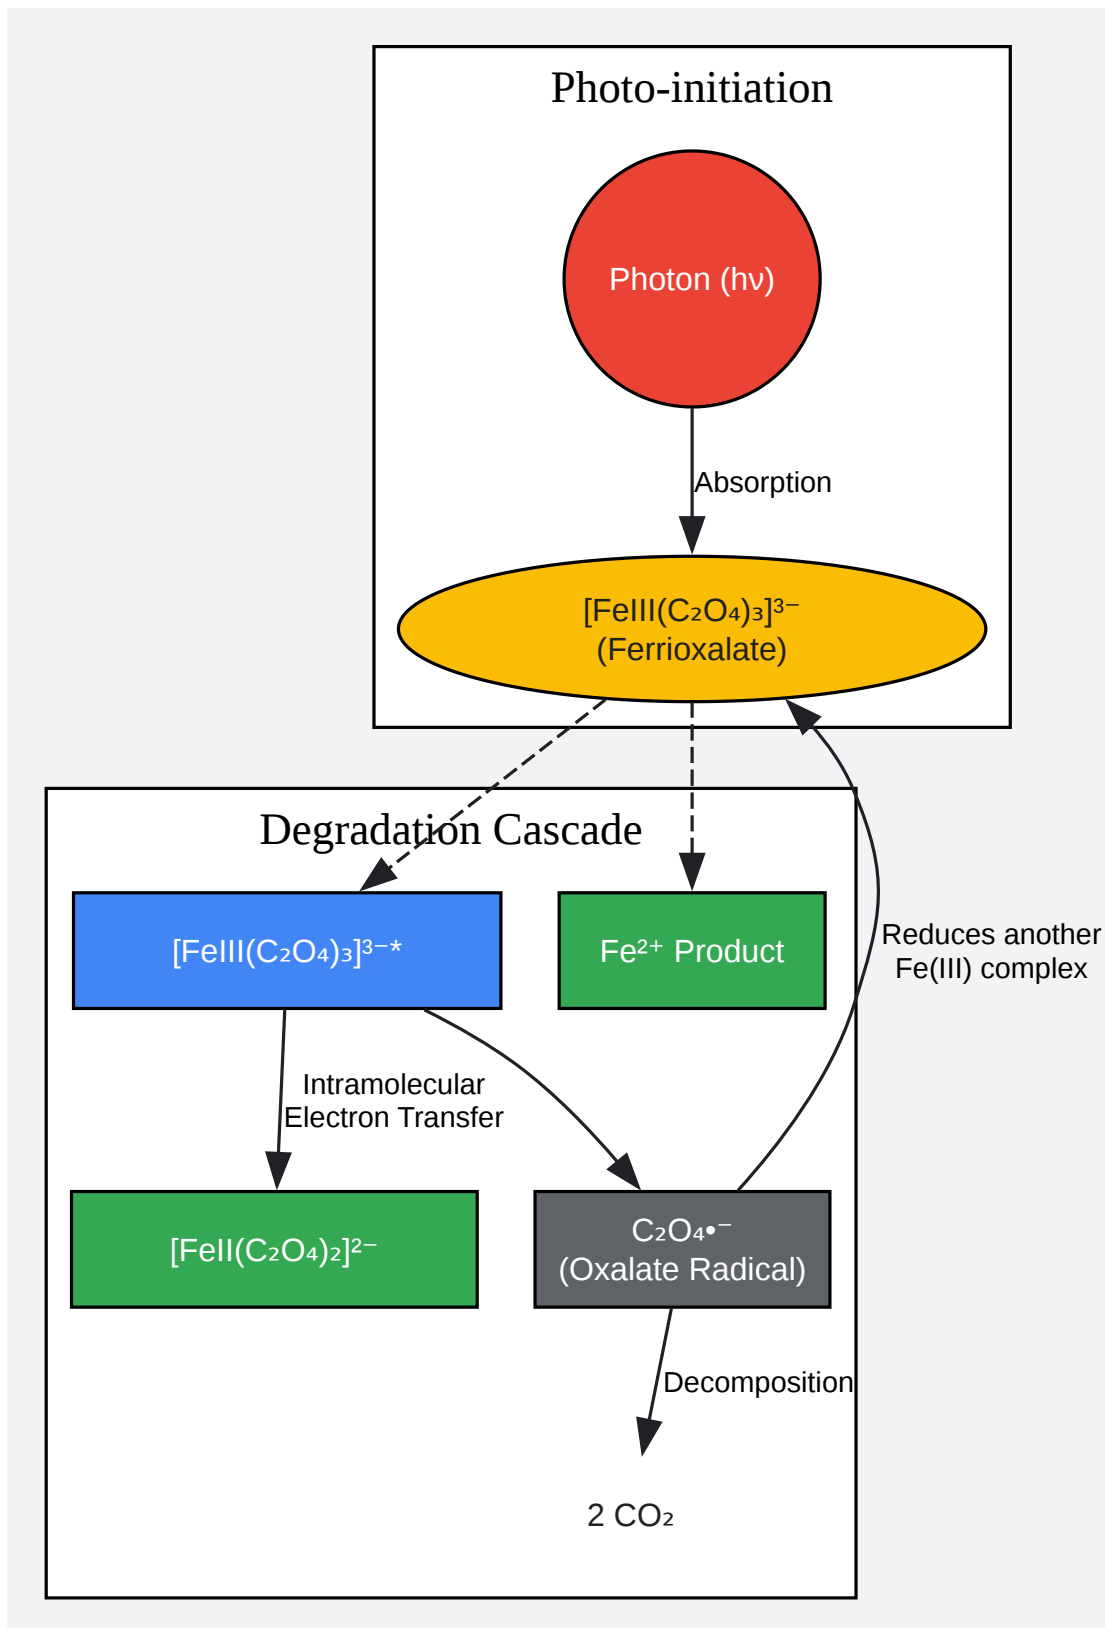 Photo-initiation
Photon (hν)
Absorption
[FeIII(C₂O₄)₃]³⁻
(Ferrioxalate)
Degradation Cascade
[FeIII(C₂O₄)₃]³⁻*
Fe²⁺ Product
Reduces another
Fe(III) complex
Intramolecular
Electron Transfer
[FeII(C₂O₄)₂]²⁻
C₂O₄•⁻
(Oxalate Radical)
Decomposition
2 CO₂